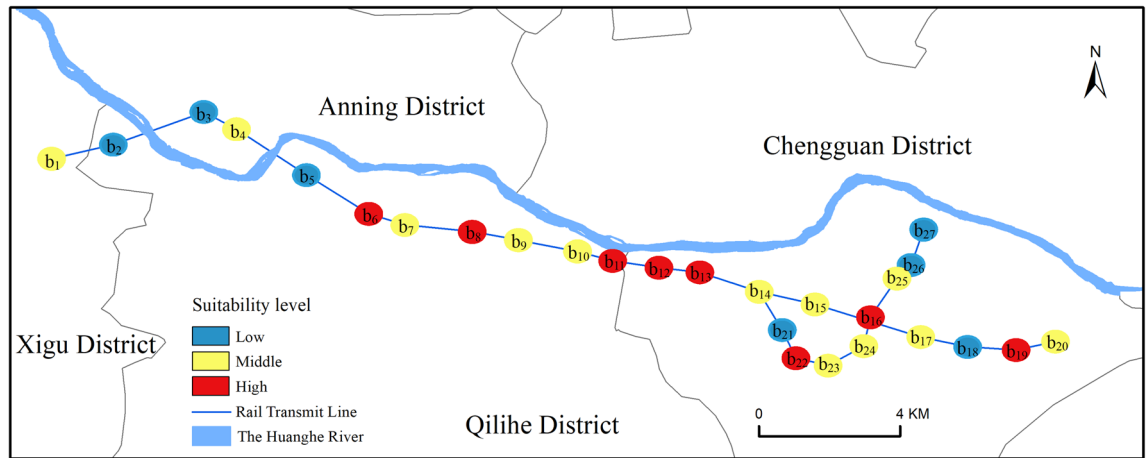 N
Anning District
Chengguan District
b3
b4
b2
b1
b5
b6
b7
b8
b9
b10
b11
b12
b13
b14
b15
b16
b17
b18
b19
b20
b21
b22
b23
b24
b25
b26
b27
Xigu District
Suitability level
Low
Middle
High
Rail Transmit Line
The Huanghe River
Qilihe District
0 4 KM